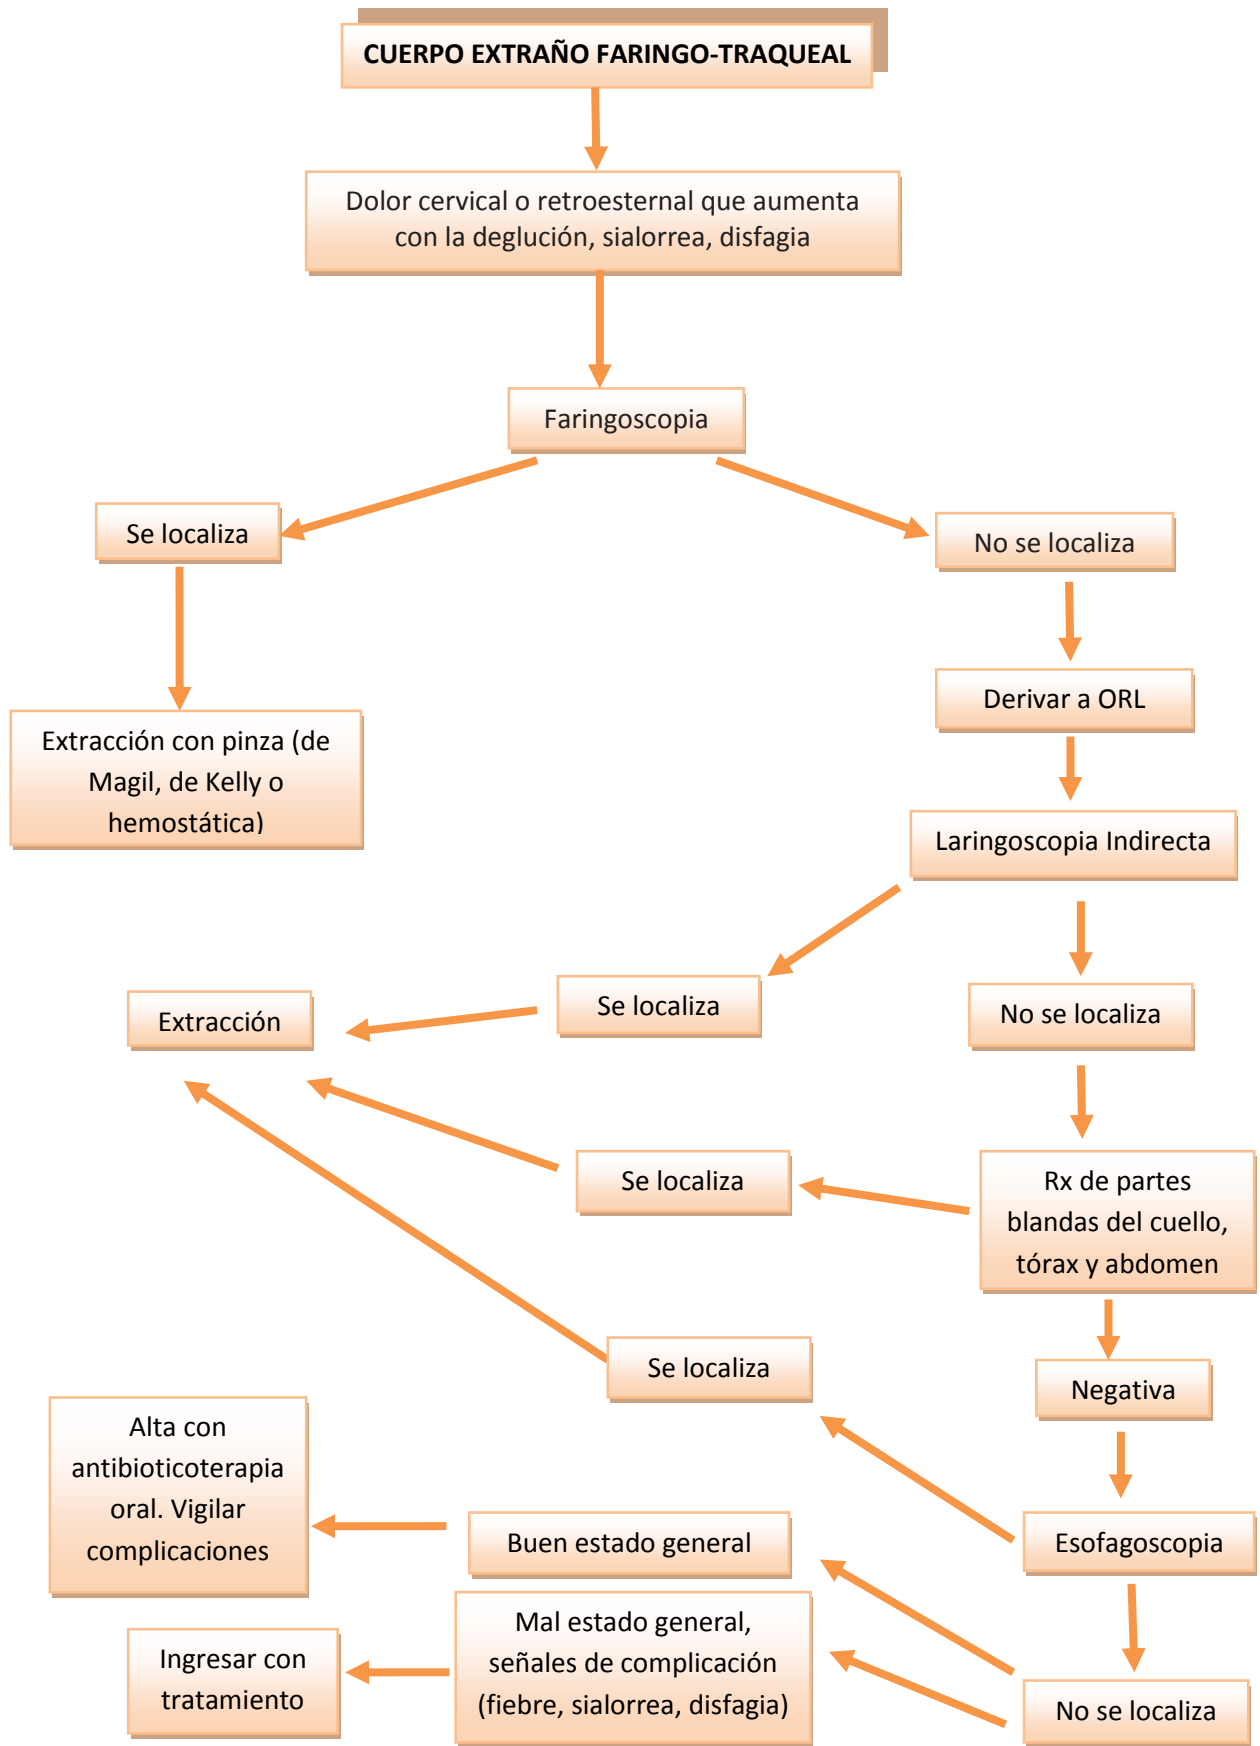 CUERPO EXTRAÑO FARINGO-TRAQUEAL
Dolor cervical o retroesternal que aumenta
con la deglución, sialorrea, disfagia
Faringoscopia
Se localiza
No se localiza
Extracción con pinza (de
Magil, de Kelly o
hemostática)
Derivar a ORL
Laringoscopia Indirecta
Se localiza
No se localiza
Extracción
Se localiza
Rx de partes
blandas del cuello,
tórax y abdomen
Se localiza
Negativa
Alta con
antibioticoterapia
oral. Vigilar
complicaciones
Buen estado general
Esofagoscopia
Mal estado general,
señales de complicación
(fiebre, sialorrea, disfagia)
Ingresar con
tratamiento
No se localiza